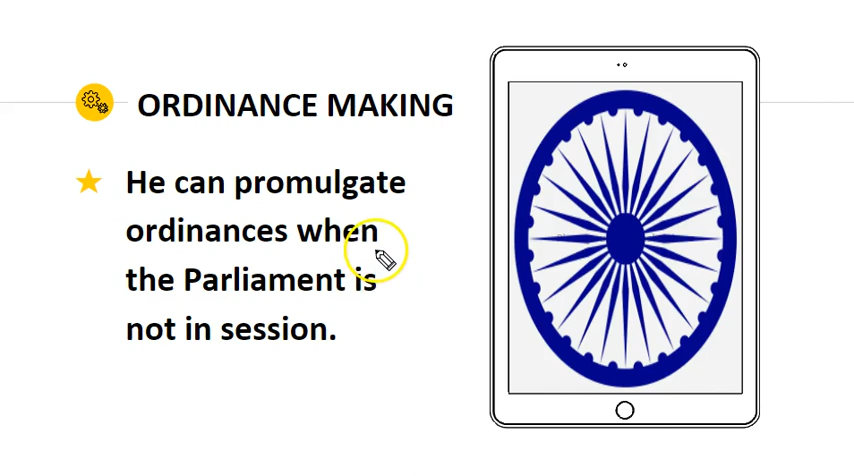 ORDINANCE MAKING
He can promulgate
ordinances when
the Parliament is
not in session.